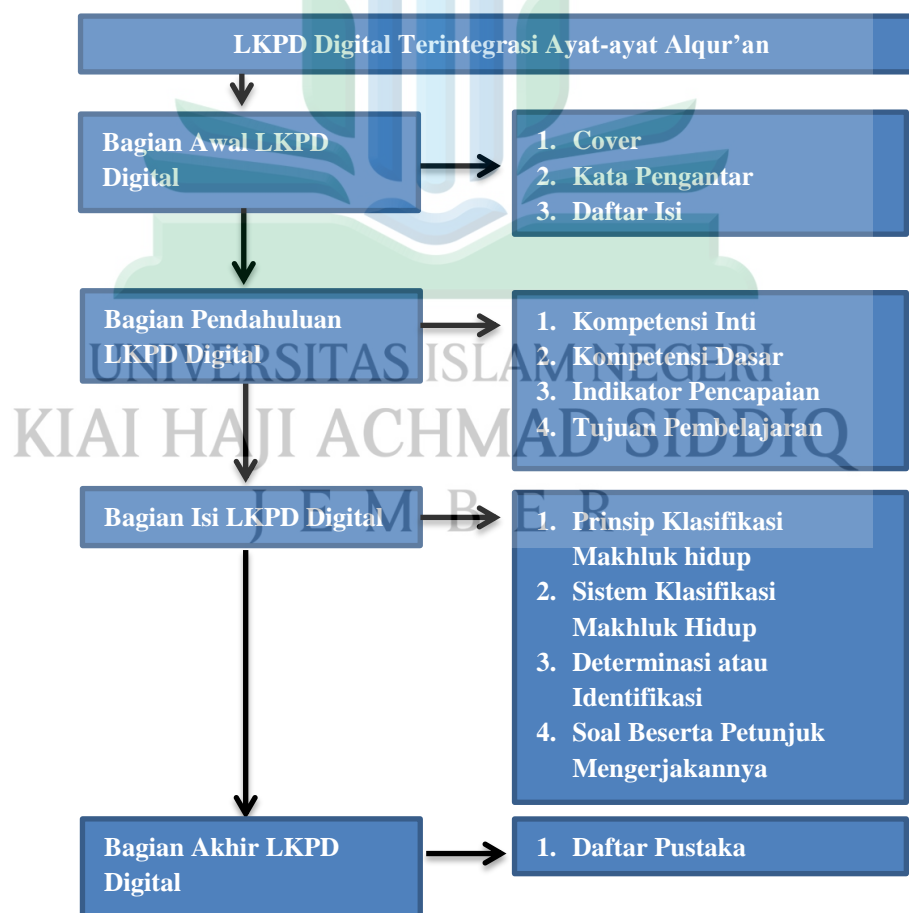 LKPD Digital Terintegrasi Ayat-ayat Alqur’an
Bagian Awal LKPD
Digital
1. Cover
2. Kata Pengantar
3. Daftar Isi
Bagian Pendahuluan
LKPD Digital
1. Kompetensi Inti
2. Kompetensi Dasar
3. Indikator Pencapaian
4. Tujuan Pembelajaran
UNIVERSITAS ISLAM NEGERI
KIAI HAJI ACHMAD SIDDIQ
J E M B E R
Bagian Isi LKPD Digital
1. Prinsip Klasifikasi
Makhluk hidup
2. Sistem Klasifikasi
Makhluk Hidup
3. Determinasi atau
Identifikasi
4. Soal Beserta Petunjuk
Mengerjakannya
Bagian Akhir LKPD
Digital
1. Daftar Pustaka